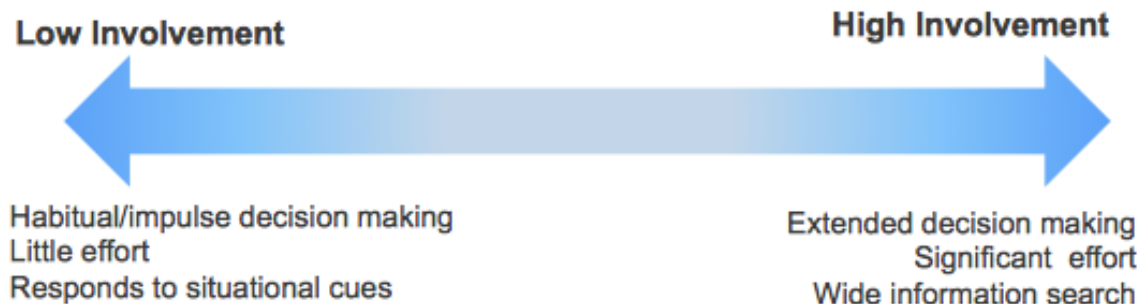 Low Involvement
High Involvement
Habitual/impulse decision making
Little effort
Responds to situational cues
Extended decision making
Significant effort
Wide information search